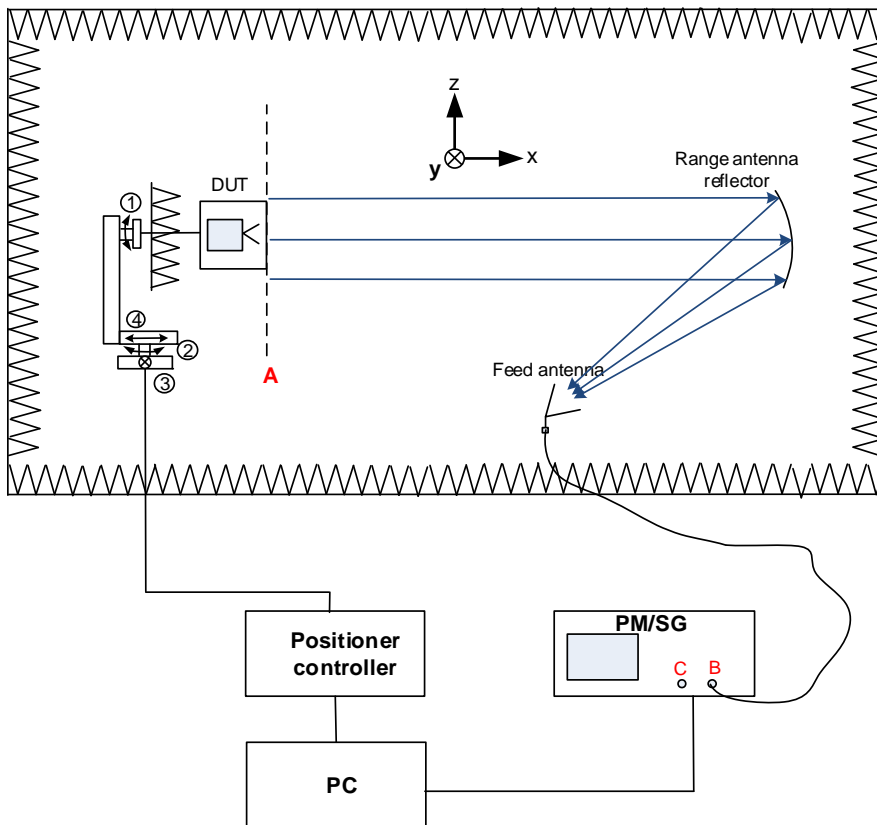 z
y
x
Range antenna
reflector
DUT
①
④
②
③
A
Feed antenna
Positioner
controller
PM/SG
C
B
PC